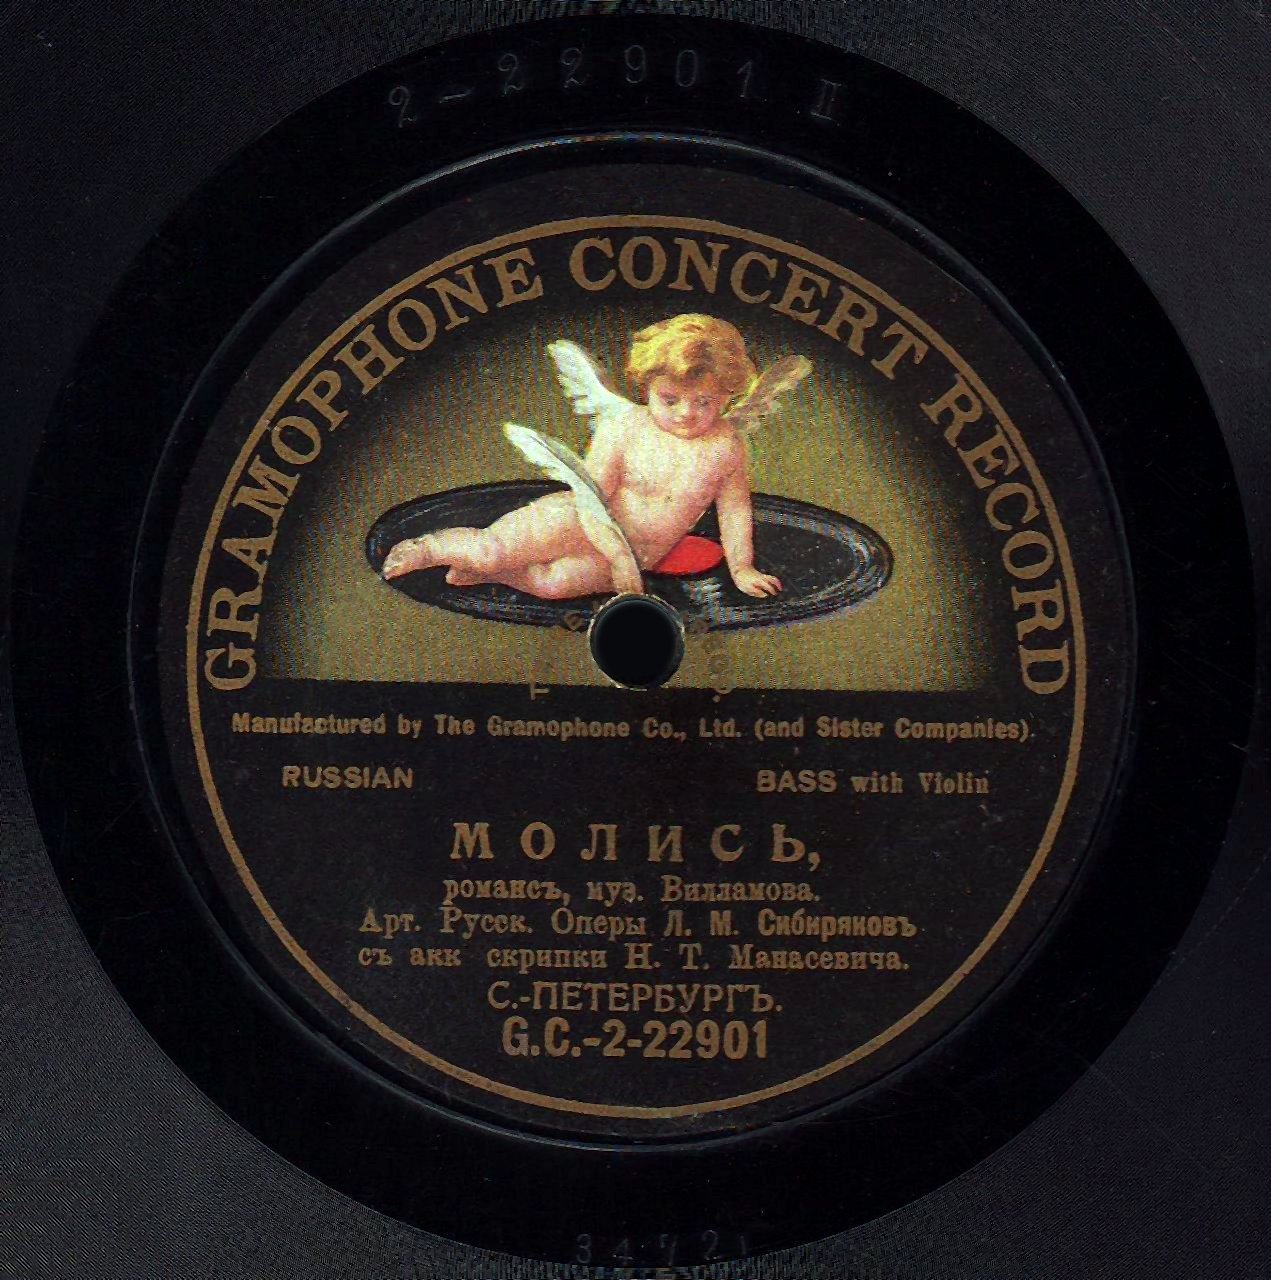 2-22901 II
GRAMOPHONE CONCERT RECORD
Manufactured by The Gramophone Co., Ltd. (and Sister Companies).
RUSSIAN BASS with Violin
МОЛИСЬ,
романсъ, муз. Вилламова.
Арт. Русск. Оперы Л. М. Сибиряковъ
съ акк скрипки Н. Т. Манасевича.
С.-ПЕТЕРБУРГЪ.
G.C.-2-22901